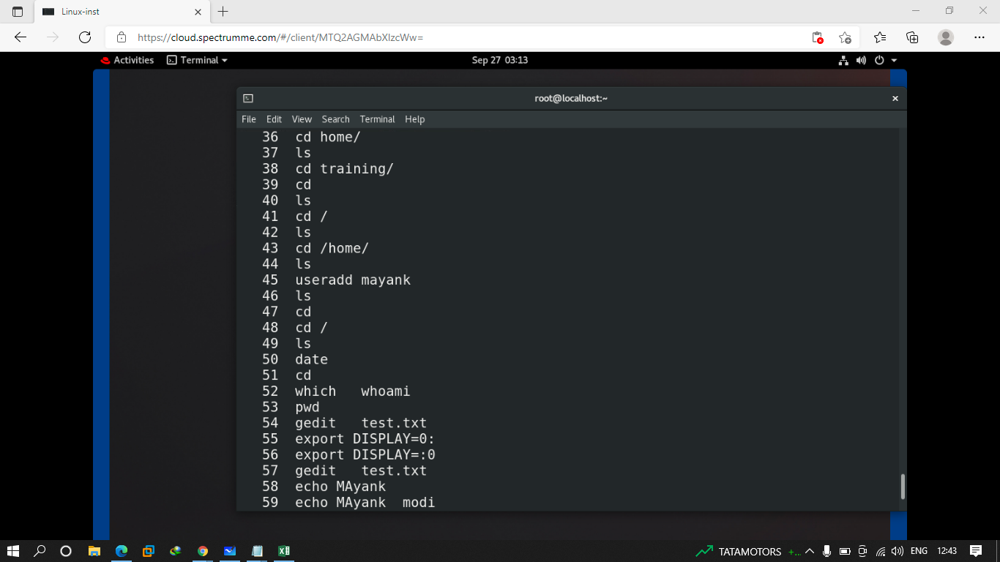 Linux-inst
https://cloud.spectrumme.com/#/client/MTQ2AGMAbXlzcWw=
Activities Terminal Sep 27 03:13
root@localhost:~
File Edit View Search Terminal Help
36 cd home/
37 ls
38 cd training/
39 cd
40 ls
41 cd /
42 ls
43 cd /home/
44 ls
45 useradd mayank
46 ls
47 cd
48 cd /
49 ls
50 date
51 cd
52 which   whoami
53 pwd
54 gedit   test.txt
55 export DISPLAY=0:
56 export DISPLAY=:0
57 gedit   test.txt
58 echo MAyank
59 echo MAyank  modi
TATAMOTORS +... ENG 12:43